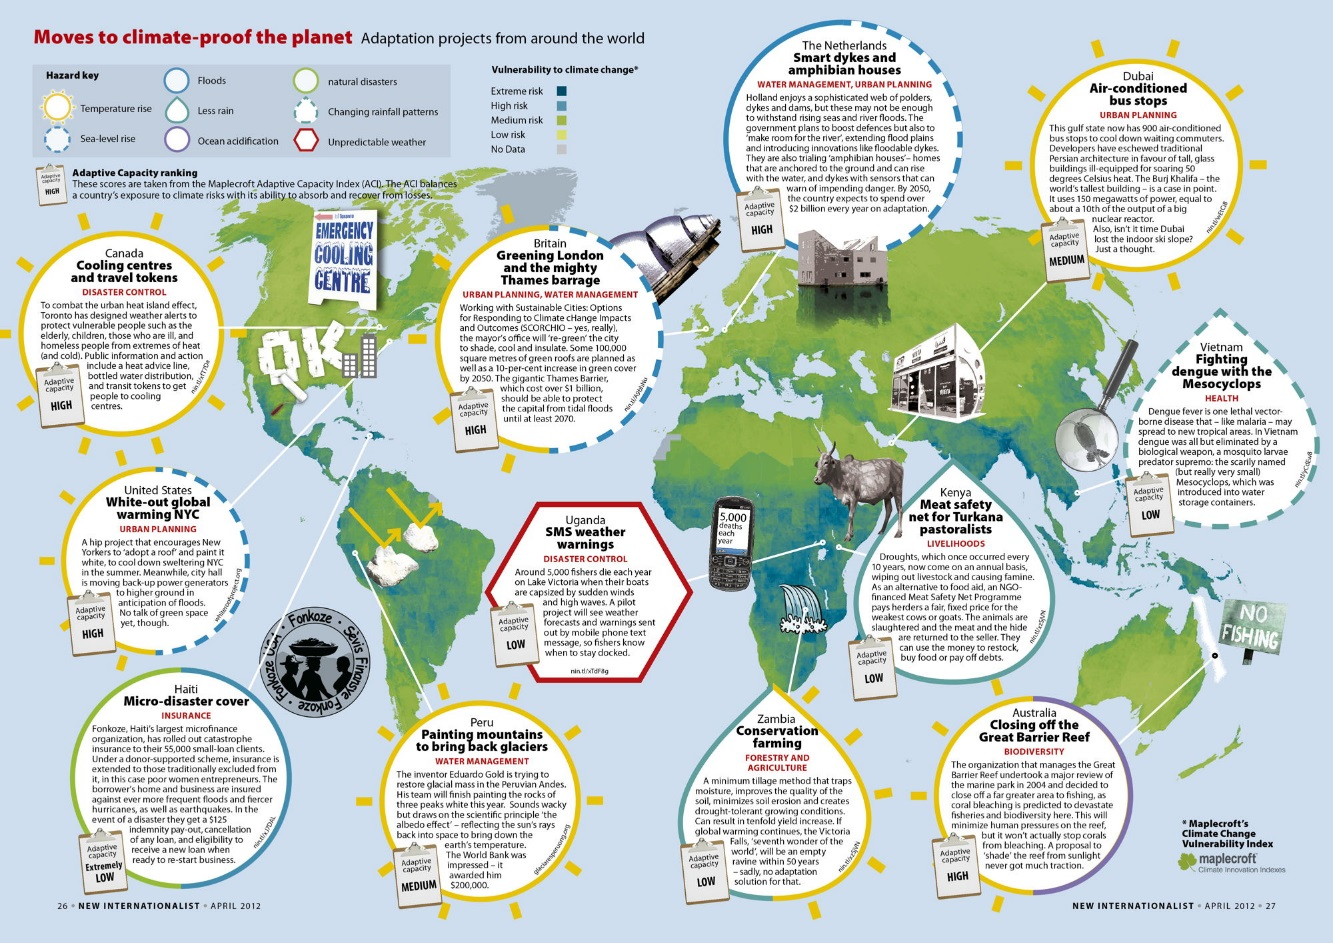 Moves to climate-proof the planet Adaptation projects from around the world
Hazard key
Temperature rise
Sea-level rise
Floods
Less rain
Ocean acidification
natural disasters
Changing rainfall patterns
Unpredictable weather
Vulnerability to climate change*
Extreme risk
High risk
Medium risk
Low risk
No Data
Adaptive capacity
HIGH
Adaptive Capacity ranking
These scores are taken from the Maplecroft Adaptive Capacity Index (ACI). The ACI balances
a country's exposure to climate risks with its ability to absorb and recover from losses.
The Netherlands
Smart dykes and
amphibian houses
WATER MANAGEMENT, URBAN PLANNING
Holland enjoys a sophisticated web of polders,
dykes and dams, but these may not be enough
to withstand rising seas and river floods. The
government plans to boost defences but also to
'make room for the river', extending flood plains
and introducing innovations like floodable dykes.
They are also trialing 'amphibian houses'– homes
that are anchored to the ground and can rise
with the water, and dykes with sensors that can
warn of impending danger. By 2050,
the country expects to spend over
$2 billion every year on adaptation.
Adaptive
capacity
HIGH
Dubai
Air-conditioned
bus stops
URBAN PLANNING
This gulf state now has 900 air-conditioned
bus stops to cool down waiting commuters.
Developers have eschewed traditional
Persian architecture in favour of tall, glass
buildings ill-equipped for soaring 50
degrees Celsius heat. The Burj Khalifa – the
world's tallest building – is a case in point.
It uses 150 megawatts of power, equal to
about a 10th of the output of a big
nuclear reactor.
Also, isn't it time Dubai
lost the indoor ski slope?
Just a thought.
Adaptive
capacity
MEDIUM
Canada
Cooling centres
and travel tokens
DISASTER CONTROL
To combat the urban heat island effect,
Toronto has designed weather alerts to
protect vulnerable people such as the
elderly, children, those who are ill, and
homeless people from extremes of heat
(and cold). Public information and action
include a heat advice line,
bottled water distribution,
and transit tokens to get
people to cooling
centres.
Adaptive
capacity
HIGH
EMERGENCY
COOLING
CENTRE
OK
Britain
Greening London
and the mighty
Thames barrage
URBAN PLANNING, WATER MANAGEMENT
Working with Sustainable Cities: Options
for Responding to Climate cHange Impacts
and Outcomes (SCORCHIO – yes, really),
the mayor's office will 're-green' the city
to shade, cool and insulate. Some 100,000
square metres of green roofs are planned as
well as a 10-per-cent increase in green cover
by 2050. The gigantic Thames Barrier,
which cost over $1 billion,
should be able to protect
the capital from tidal floods
until at least 2070.
Adaptive
capacity
HIGH
Vietnam
Fighting
dengue with the
Mesocyclops
HEALTH
Dengue fever is one lethal vector-
borne disease that – like malaria – may
spread to new tropical areas. In Vietnam
dengue was all but eliminated by a
biological weapon, a mosquito larvae
predator supremo: the scarily named
(but really very small)
Mesocyclops, which was
introduced into water
storage containers.
Adaptive
capacity
LOW
United States
White-out global
warming NYC
URBAN PLANNING
A hip project that encourages New
Yorkers to 'adopt a roof' and paint it
white, to cool down sweltering NYC
in the summer. Meanwhile, city hall
is moving back-up power generators
to higher ground in
anticipation of floods.
No talk of green space
yet, though.
Adaptive
capacity
HIGH
whiteroofproject.org
Uganda
SMS weather
warnings
DISASTER CONTROL
Around 5,000 fishers die each year
on Lake Victoria when their boats
are capsized by sudden winds
and high waves. A pilot
project will see weather
forecasts and warnings sent
out by mobile phone text
message, so fishers know
when to stay docked.
nin.tl/xTdF8g
Adaptive
capacity
LOW
5,000
deaths
each
year
Kenya
Meat safety
net for Turkana
pastoralists
LIVELIHOODS
Droughts, which once occurred every
10 years, now come on an annual basis,
wiping out livestock and causing famine.
As an alternative to food aid, an NGO-
financed Meat Safety Net Programme
pays herders a fair, fixed price for the
weakest cows or goats. The animals are
slaughtered and the meat and the hide
are returned to the seller. They
can use the money to restock,
buy food or pay off debts.
Adaptive
capacity
LOW
NO
FISHING
Haiti
Micro-disaster cover
INSURANCE
Fonkoze, Haiti's largest microfinance
organization, has rolled out catastrophe
insurance to their 55,000 small-loan clients.
Under a donor-supported scheme, insurance is
extended to those traditionally excluded from
it, in this case poor women entrepreneurs. The
borrower's home and business are insured
against ever more frequent floods and fiercer
hurricanes, as well as earthquakes. In the
event of a disaster they get a $125
indemnity pay-out, cancellation
of any loan, and eligibility to
receive a new loan when
ready to re-start business.
Adaptive
capacity
Extremely
LOW
Fonkoze Sèvis Finansye Fonkoze
Peru
Painting mountains
to bring back glaciers
WATER MANAGEMENT
The inventor Eduardo Gold is trying to
restore glacial mass in the Peruvian Andes.
His team will finish painting the rocks of
three peaks white this year. Sounds wacky
but draws on the scientific principle 'the
albedo effect' – reflecting the sun's rays
back into space to bring down the
earth's temperature.
The World Bank was
impressed – it
awarded him
$200,000.
Adaptive
capacity
MEDIUM
Zambia
Conservation
farming
FORESTRY AND
AGRICULTURE
A minimum tillage method that traps
moisture, improves the quality of the
soil, minimizes soil erosion and creates
drought-tolerant growing conditions.
Can result in tenfold yield increase. If
global warming continues, the Victoria
Falls, 'seventh wonder of the
world', will be an empty
ravine within 50 years
– sadly, no adaptation
solution for that.
Adaptive
capacity
LOW
Australia
Closing off the
Great Barrier Reef
BIODIVERSITY
The organization that manages the Great
Barrier Reef undertook a major review of
the marine park in 2004 and decided to
close off a far greater area to fishing, as
coral bleaching is predicted to devastate
fisheries and biodiversity here. This will
minimize human pressures on the reef,
but it won't actually stop corals
from bleaching. A proposal to
'shade' the reef from sunlight
never got much traction.
Adaptive
capacity
HIGH
* Maplecroft's
Climate Change
Vulnerability Index
maplecroft
Climate Innovation Indexes
26 • NEW INTERNATIONALIST • APRIL 2012
NEW INTERNATIONALIST • APRIL 2012 • 27